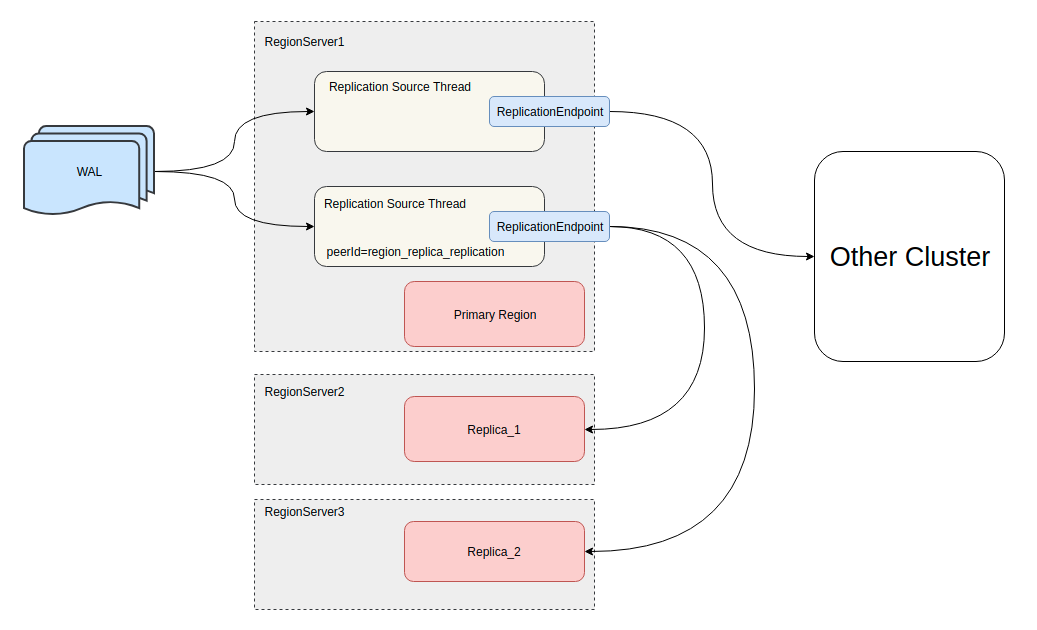 RegionServer1
Replication Source Thread
ReplicationEndpoint
WAL
Replication Source Thread
ReplicationEndpoint
peerId=region_replica_replication
Other Cluster
Primary Region
RegionServer2
Replica_1
RegionServer3
Replica_2